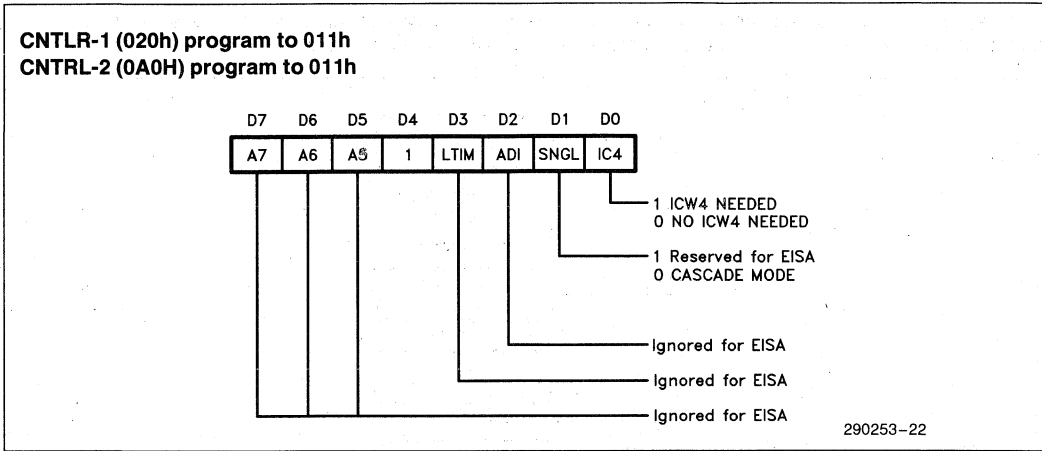 CNTLR-1 (020h) program to 011h
CNTRL-2 (0A0H) program to 011h
D7 D6 D5 D4 D3 D2 D1 D0
A7 A6 A5 1 LTIM ADI SNGL IC4
1 ICW4 NEEDED
0 NO ICW4 NEEDED
1 Reserved for EISA
0 CASCADE MODE
Ignored for EISA
Ignored for EISA
Ignored for EISA
290253-22